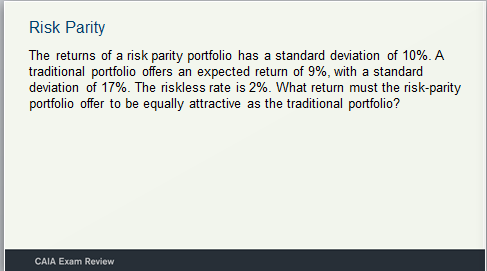 Risk Parity
The returns of a risk parity portfolio has a standard deviation of 10%. A
traditional portfolio offers an expected return of 9%, with a standard
deviation of 17%. The riskless rate is 2%. What return must the risk-parity
portfolio offer to be equally attractive as the traditional portfolio?
CAIA Exam Review